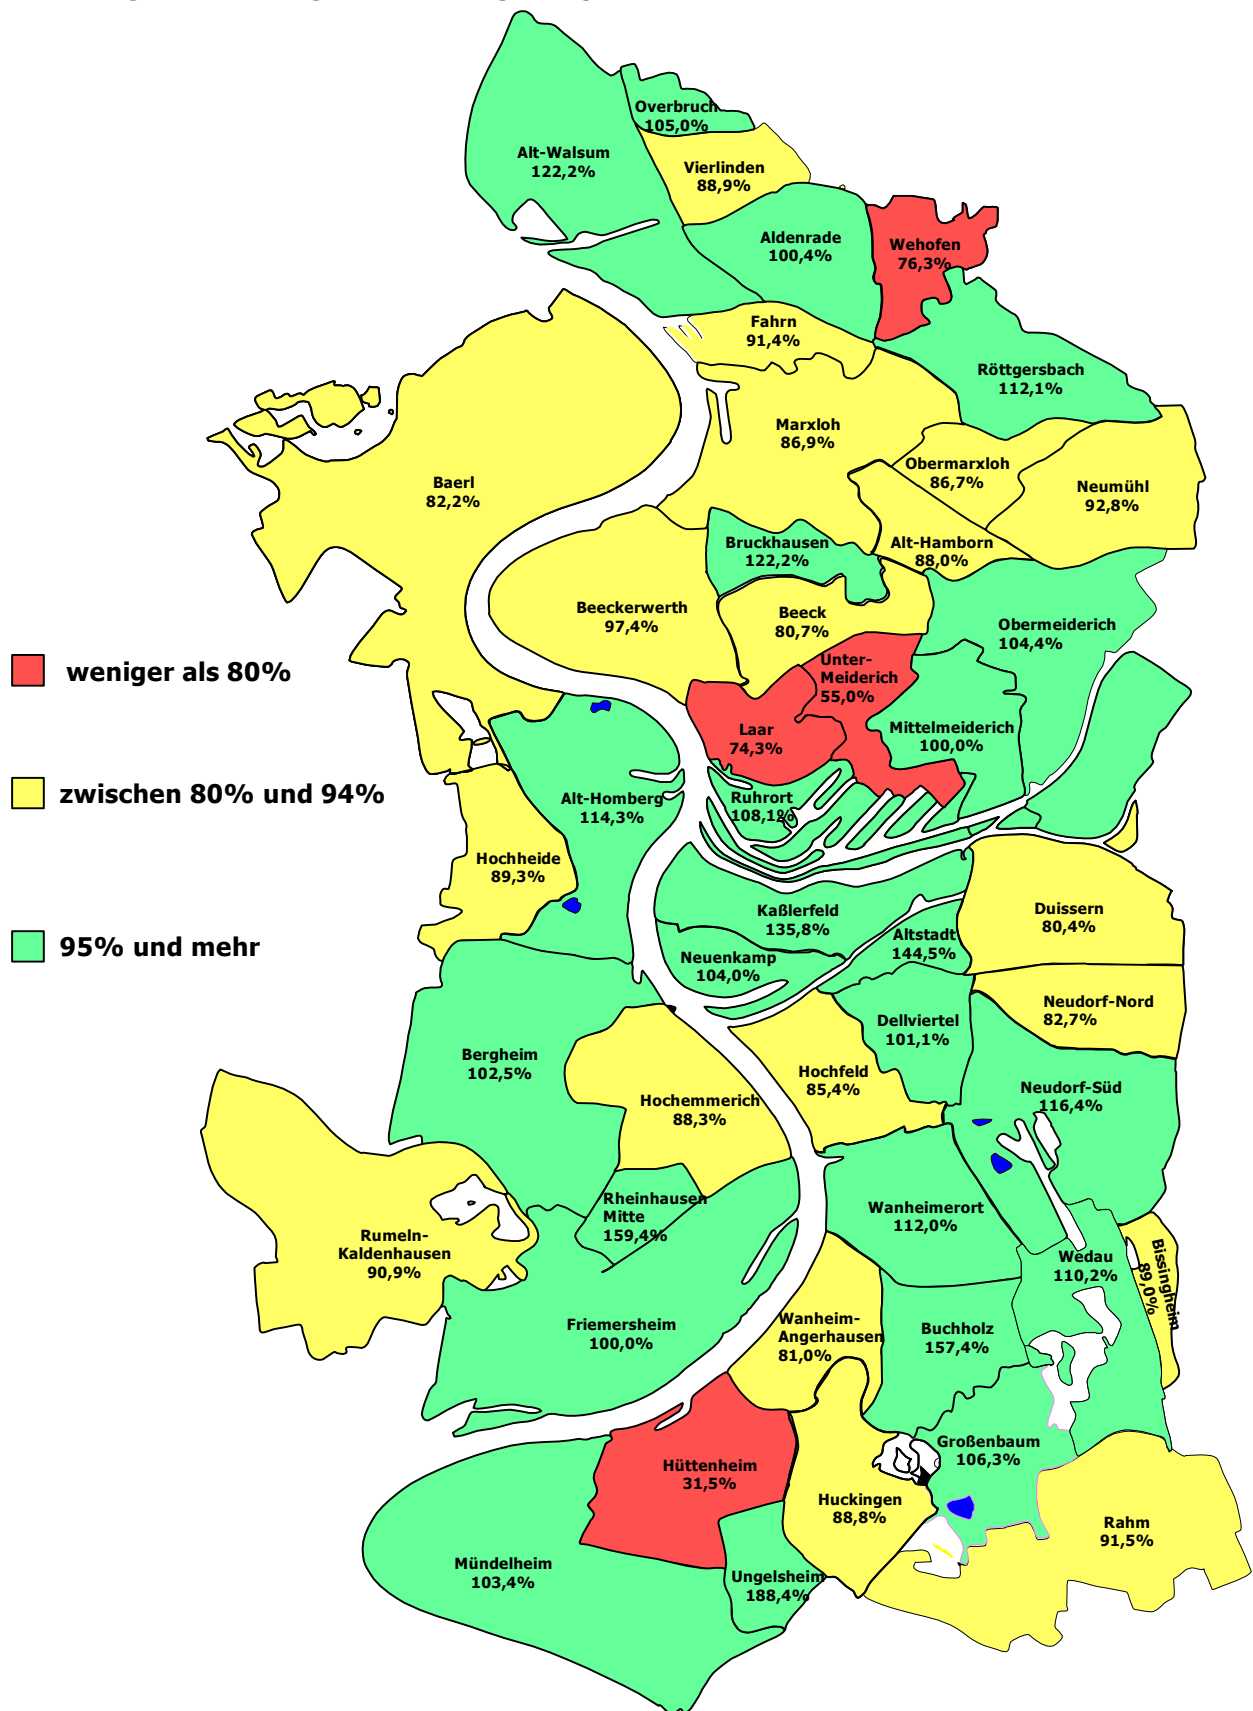 Overbruch
105,0%
Alt-Walsum
122,2%
Vierlinden
88,9%
Aldenrade
100,4%
Wehofen
76,3%
Fahrn
91,4%
Röttgersbach
112,1%
Marxloh
86,9%
Obermarxloh
86,7%
Baerl
82,2%
Neumühl
92,8%
Bruckhausen
122,2%
Alt-Hamborn
88,0%
Beeckerwerth
97,4%
Beeck
80,7%
Obermeiderich
104,4%
weniger als 80%
Unter-
Meiderich
55,0%
Laar
74,3%
Mittelmeiderich
100,0%
zwischen 80% und 94%
Alt-Homberg
114,3%
Ruhrort
108,1%
Hochheide
89,3%
Kaßlerfeld
135,8%
Duissern
80,4%
95% und mehr
Altstadt
144,5%
Neuenkamp
104,0%
Neudorf-Nord
82,7%
Dellviertel
101,1%
Bergheim
102,5%
Hochfeld
85,4%
Neudorf-Süd
116,4%
Hochemmerich
88,3%
Rheinhausen
Mitte
159,4%
Wanheimerort
112,0%
Rumeln-
Kaldenhausen
90,9%
Wedau
110,2%
Bissingheim
89,0%
Friemersheim
100,0%
Wanheim-
Angerhausen
81,0%
Buchholz
157,4%
Großenbaum
106,3%
Hüttenheim
31,5%
Huckingen
88,8%
Rahm
91,5%
Mündelheim
103,4%
Ungelsheim
188,4%